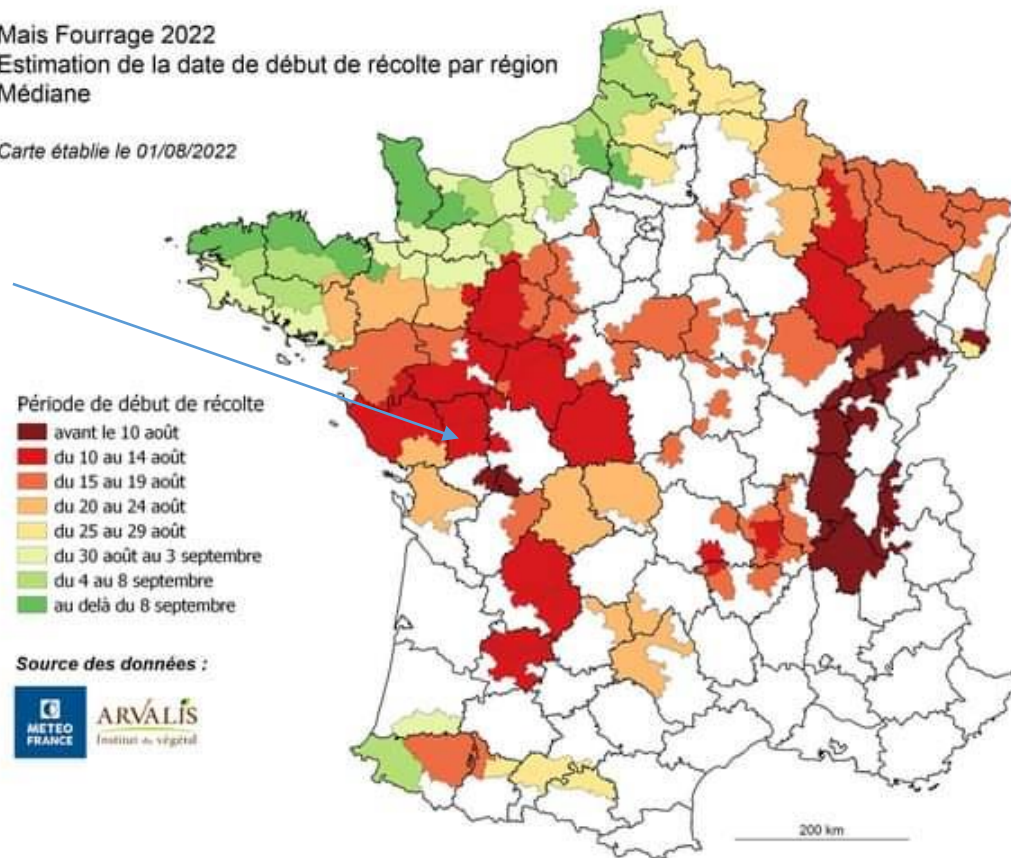 Mais Fourrage 2022
Estimation de la date de début de récolte par région
Médiane
Carte établie le 01/08/2022
Période de début de récolte
avant le 10 août
du 10 au 14 août
du 15 au 19 août
du 20 au 24 août
du 25 au 29 août
du 30 août au 3 septembre
du 4 au 8 septembre
au delà du 8 septembre
Source des données :
METEO
FRANCE
ARVALIS
Institut du végétal
200 km